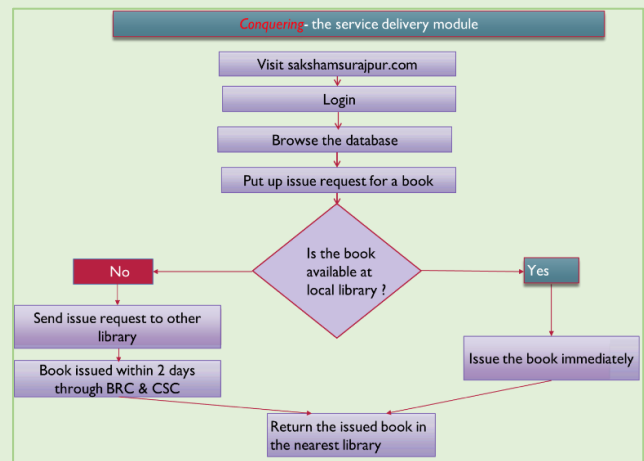 Conquering- the service delivery module
Visit sakshamsurajpur.com
Login
Browse the database
Put up issue request for a book
Is the book
available at
local library ?
No
Yes
Send issue request to other
library
Issue the book immediately
Book issued within 2 days
through BRC & CSC
Return the issued book in
the nearest library